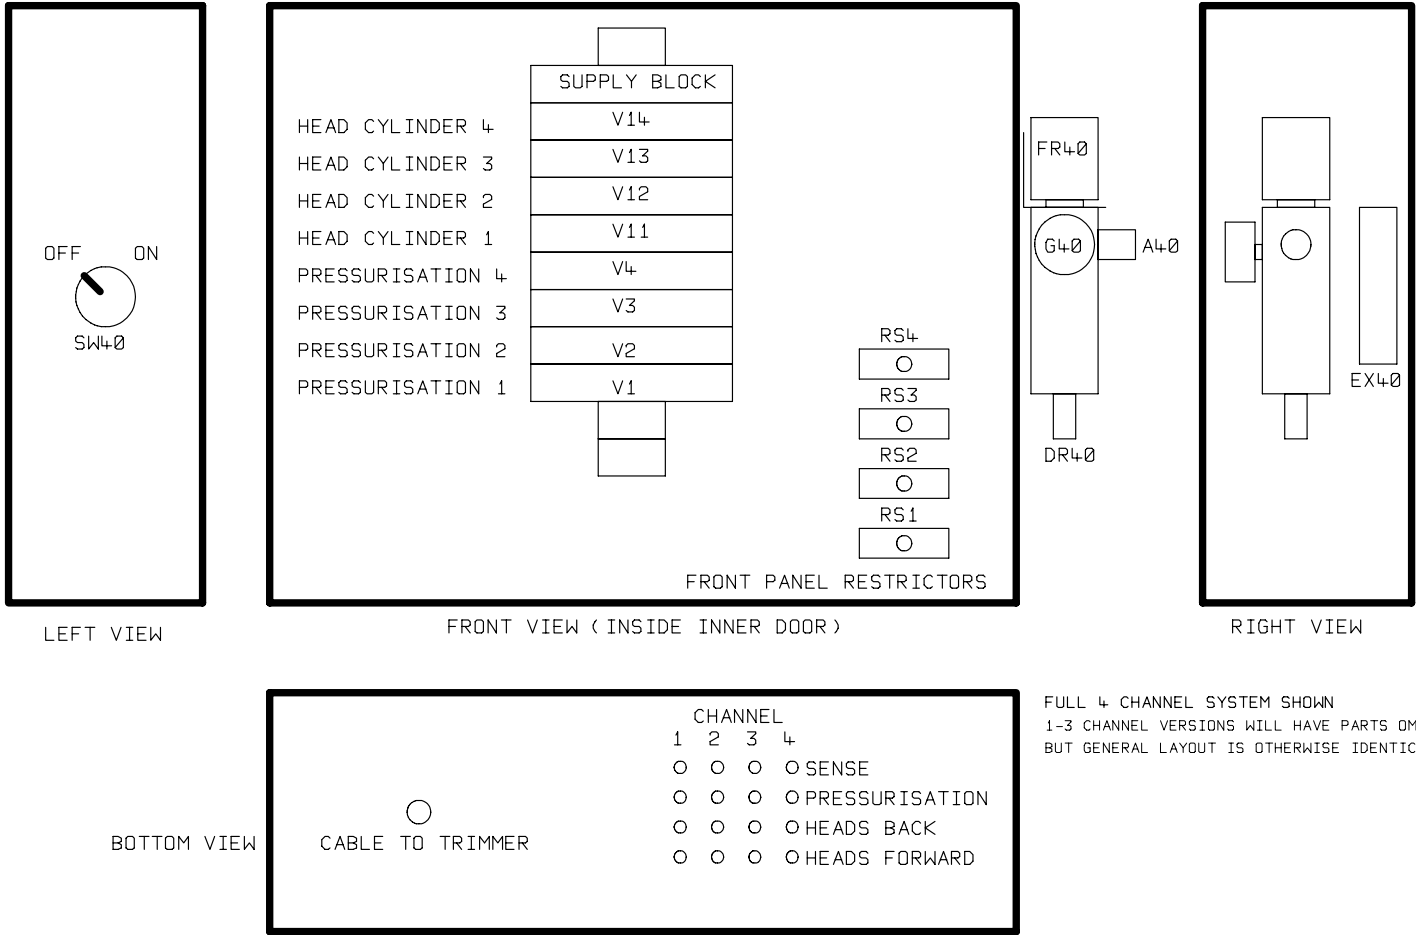 OFF ON
SW40
LEFT VIEW
SUPPLY BLOCK
HEAD CYLINDER 4 V14
HEAD CYLINDER 3 V13
HEAD CYLINDER 2 V12
HEAD CYLINDER 1 V11
PRESSURISATION 4 V4
PRESSURISATION 3 V3
PRESSURISATION 2 V2
PRESSURISATION 1 V1
RS4
RS3
RS2
RS1
FRONT PANEL RESTRICTORS
FRONT VIEW (INSIDE INNER DOOR)
FR40
G40 A40
DR40
EX40
RIGHT VIEW
CHANNEL
1 2 3 4
SENSE
PRESSURISATION
HEADS BACK
HEADS FORWARD
CABLE TO TRIMMER
BOTTOM VIEW
FULL 4 CHANNEL SYSTEM SHOWN
1-3 CHANNEL VERSIONS WILL HAVE PARTS OM
BUT GENERAL LAYOUT IS OTHERWISE IDENTIC